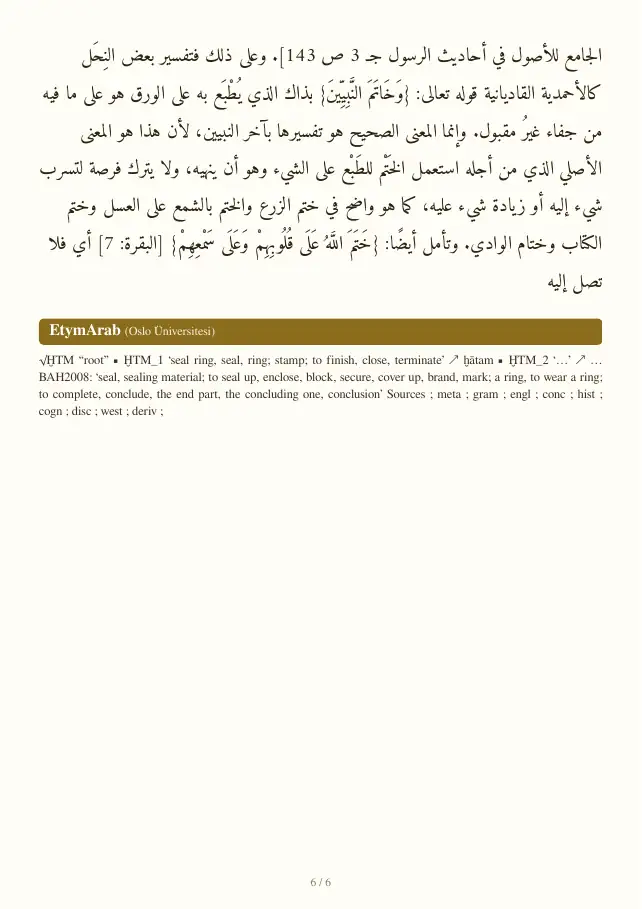 الجامع للأصول في أحاديث الرسول جـ 3 ص 143]. وعلى ذلك فتفسير بعض النِحَل
كالأحمدية القاديانية قوله تعالى: {وَخَاتَمَ النَّبِيِّينَ} بذاك الذي يُطْبَع به على الورق هو على ما فيه
من جفاء غيرُ مقبول. وإنما المعنى الصحيح هو تفسيرها بآخر النبيين، لأن هذا هو المعنى
الأصلي الذي من أجله استعمل الخَتْم للطَبْع على الشيء وهو أن ينهيه، ولا يترك فرصة لتسرب
شيء إليه أو زيادة شيء عليه، كما هو واضح في ختم الزرع والختم بالشمع على العسل وختم
الكتاب وختام الوادي. وتأمل أيضًا: {خَتَمَ اللَّهُ عَلَى قُلُوبِهِمْ وَعَلَى سَمْعِهِمْ} [البقرة: 7] أي فلا
تصل إليه
EtymArab (Oslo Üniversitesi)
√ḪTM “root” ▪ ḪTM_1 ‘seal ring, seal, ring; stamp; to finish, close, terminate’ ↗ ḫātam ▪ ḪTM_2 ‘…’ ↗ …
BAH2008: ‘seal, sealing material; to seal up, enclose, block, secure, cover up, brand, mark; a ring, to wear a ring;
to complete, conclude, the end part, the concluding one, conclusion’ Sources ; meta ; gram ; engl ; conc ; hist ;
cogn ; disc ; west ; deriv ;
6 / 6